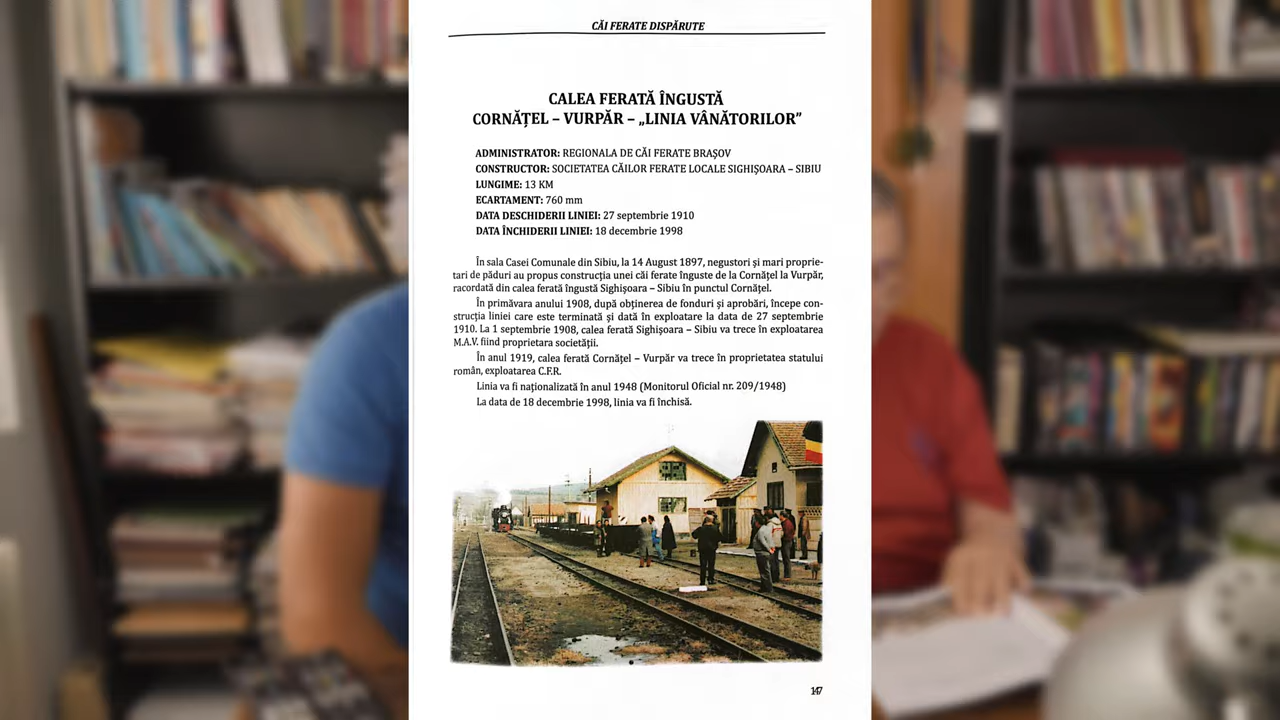 CĂI FERATE DISPĂRUTE
CALEA FERATĂ ÎNGUSTĂ
CORNĂȚEL – VURPĂR – „LINIA VÂNĂTORILOR”
ADMINISTRATOR: REGIONALA DE CĂI FERATE BRAȘOV
CONSTRUCTOR: SOCIETATEA CĂILOR FERATE LOCALE SIGHIȘOARA – SIBIU
LUNGIME: 13 KM
ECARTAMENT: 760 mm
DATA DESCHIDERII LINIEI: 27 septembrie 1910
DATA ÎNCHIDERII LINIEI: 18 decembrie 1998
În sala Casei Comunale din Sibiu, la 14 August 1897, negustori și mari proprie-
tari de păduri au propus construcția unei căi ferate înguste de la Cornățel la Vurpăr,
racordată din calea ferată îngustă Sighișoara – Sibiu în punctul Cornățel.
În primăvara anului 1908, după obținerea de fonduri și aprobări, începe con-
strucția liniei care este terminată și dată în exploatare la data de 27 septembrie
1910. La 1 septembrie 1908, calea ferată Sighișoara – Sibiu va trece în exploatarea
M.A.V. fiind proprietara societății.
În anul 1919, calea ferată Cornățel – Vurpăr va trece în proprietatea statului
român, exploatarea C.F.R.
Linia va fi naționalizată în anul 1948 (Monitorul Oficial nr. 209/1948)
La data de 18 decembrie 1998, linia va fi închisă.
147